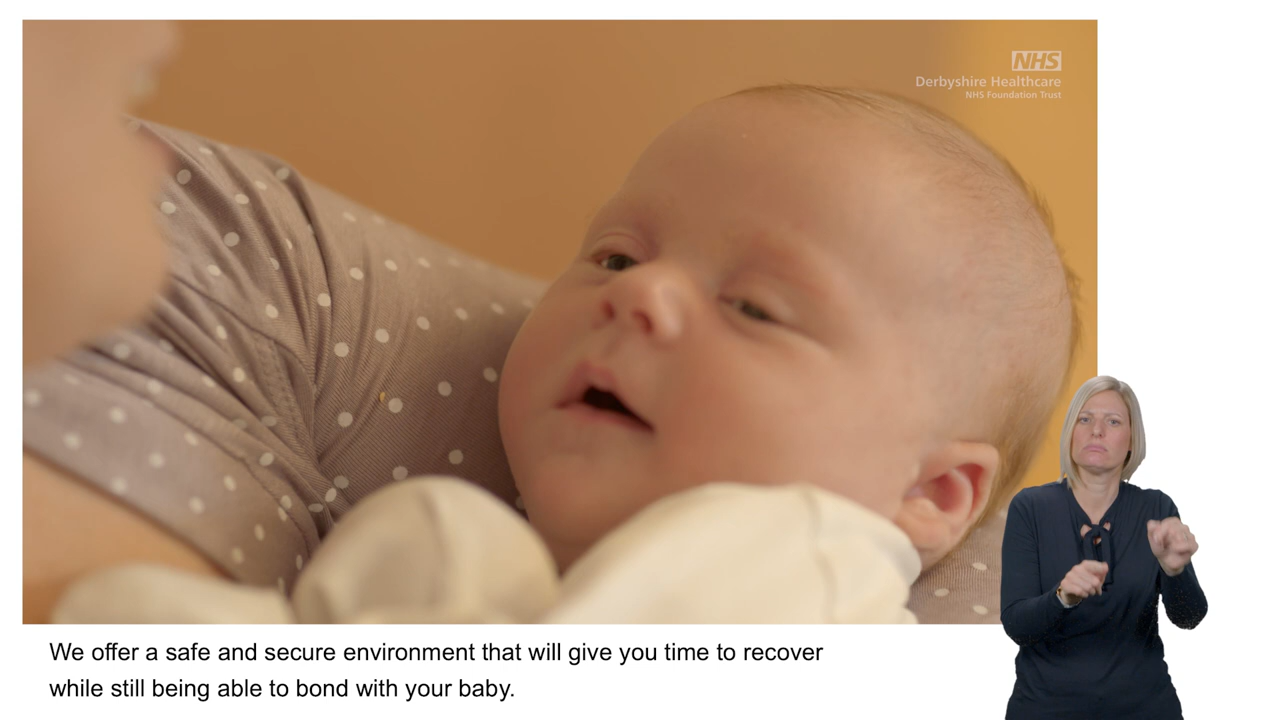 NHS
Derbyshire Healthcare
NHS Foundation Trust
We offer a safe and secure environment that will give you time to recover
while still being able to bond with your baby.